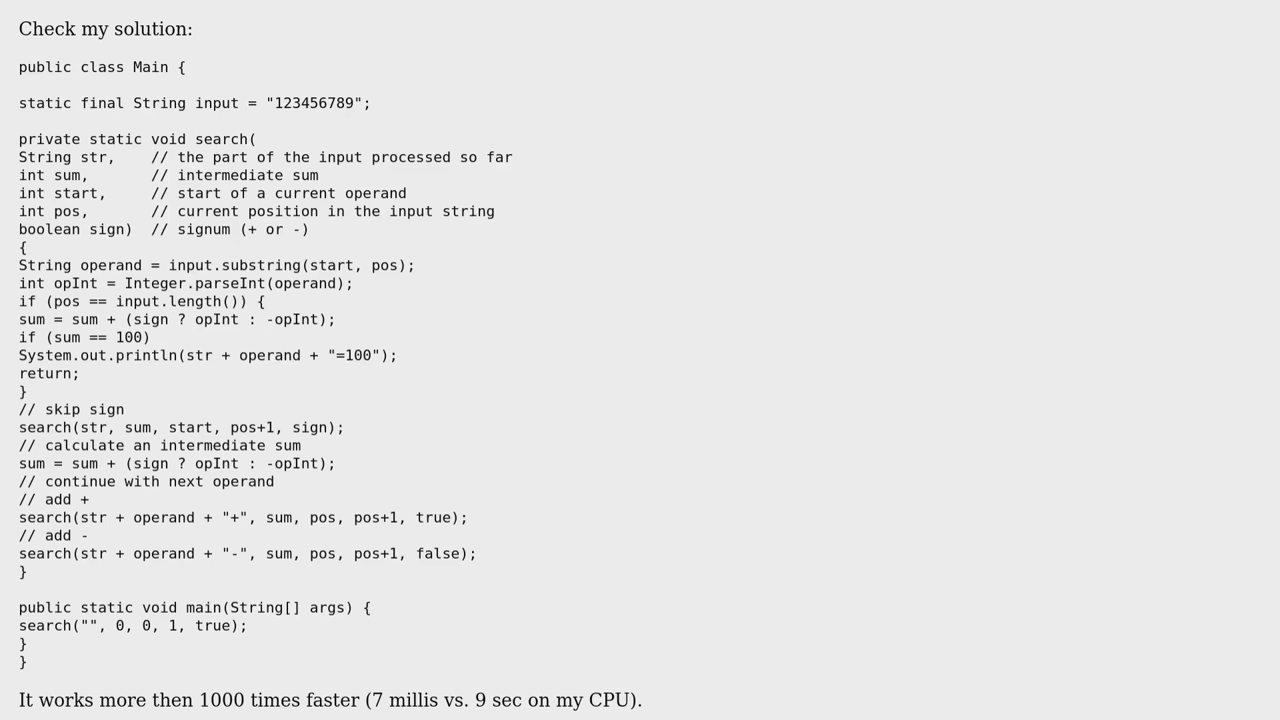 Check my solution:
public class Main {
static final String input = "123456789";
private static void search(
String str,    // the part of the input processed so far
int sum,       // intermediate sum
int start,     // start of a current operand
int pos,       // current position in the input string
boolean sign)  // signum (+ or -)
{
String operand = input.substring(start, pos);
int opInt = Integer.parseInt(operand);
if (pos == input.length()) {
sum = sum + (sign ? opInt : -opInt);
if (sum == 100)
System.out.println(str + operand + "=100");
return;
}
// skip sign
search(str, sum, start, pos+1, sign);
// calculate an intermediate sum
sum = sum + (sign ? opInt : -opInt);
// continue with next operand
// add +
search(str + operand + "+", sum, pos, pos+1, true);
// add -
search(str + operand + "-", sum, pos, pos+1, false);
}
public static void main(String[] args) {
search("", 0, 0, 1, true);
}
}
It works more then 1000 times faster (7 millis vs. 9 sec on my CPU).